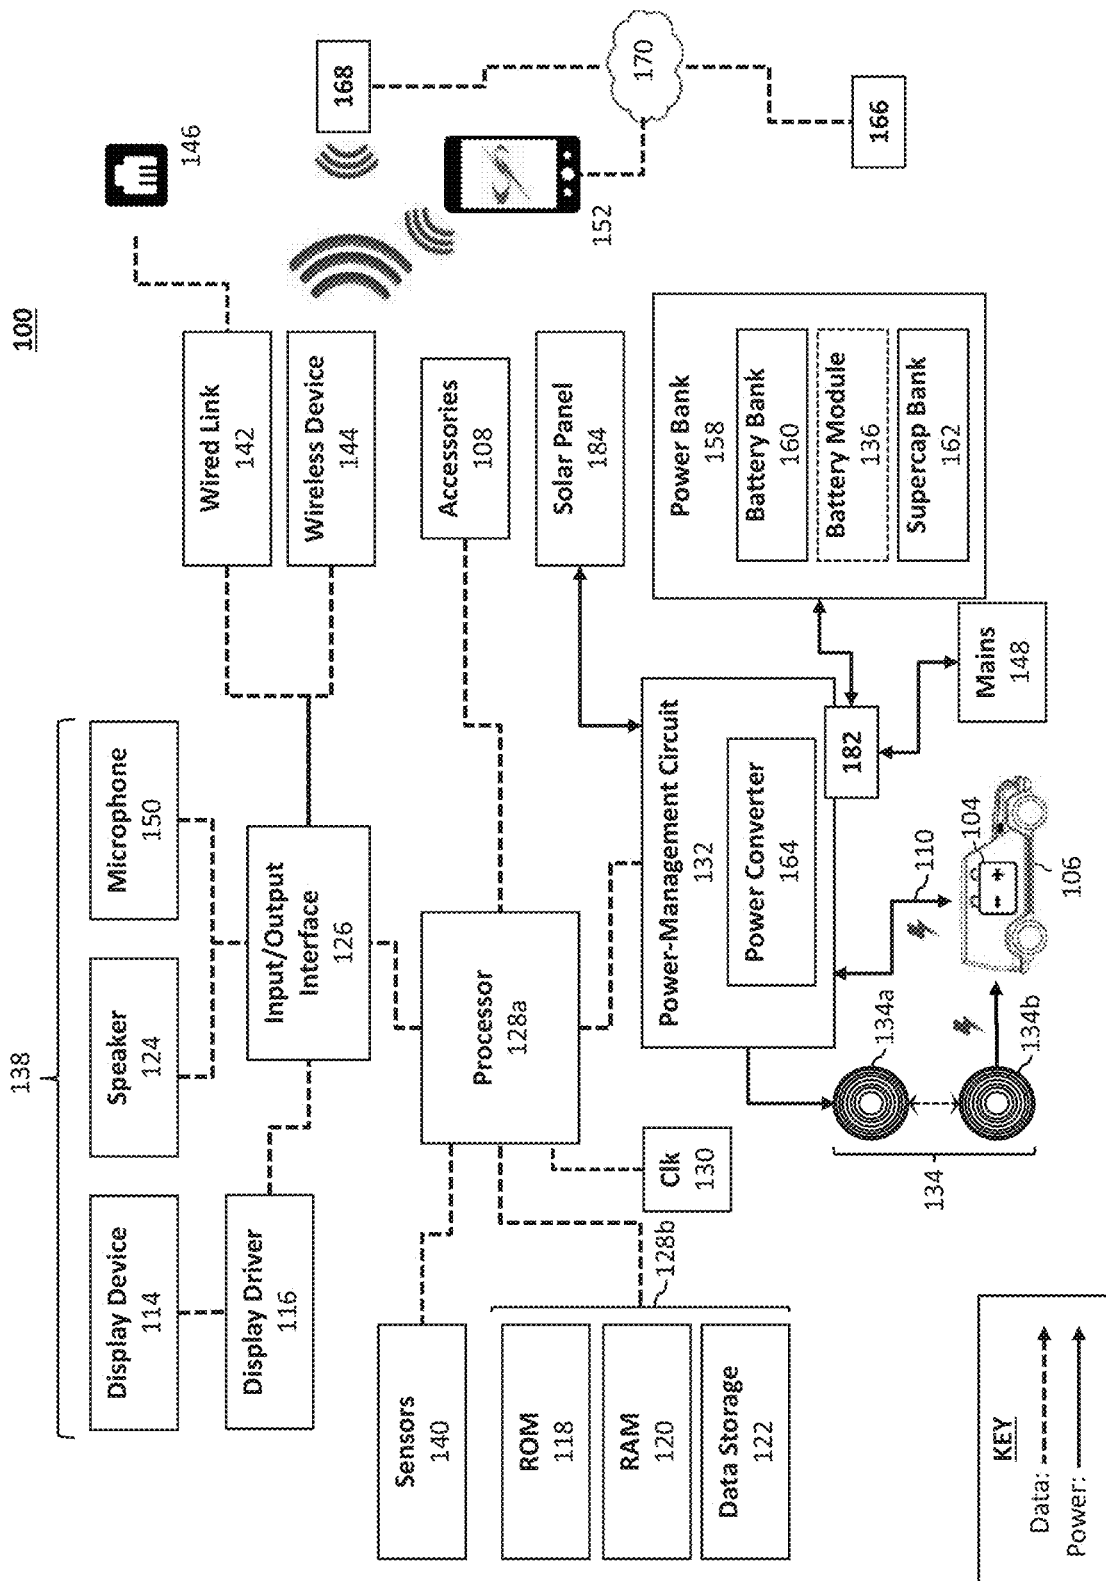 100
138
Display Device
114
Speaker
124
Microphone
150
Display Driver
116
Input/Output
Interface
126
Wired Link
142
Wireless Device
144
146
168
Sensors
140
Processor
128a
Accessories
108
152
170
ROM
118
RAM
120
Data Storage
122
128b
Clk
130
Solar Panel
184
Power-Management Circuit
132
Power Converter
164
182
Power Bank
158
Battery Bank
160
Battery Module
136
Supercap Bank
162
166
134a
134b
134
110
104
106
Mains
148
KEY
Data:
Power: